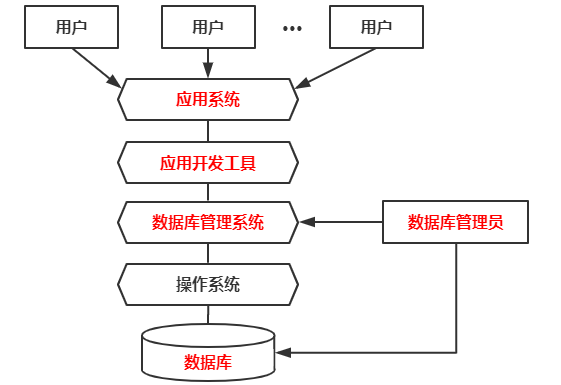 用户
用户
•••
用户
应用系统
应用开发工具
数据库管理系统
数据库管理员
操作系统
数据库